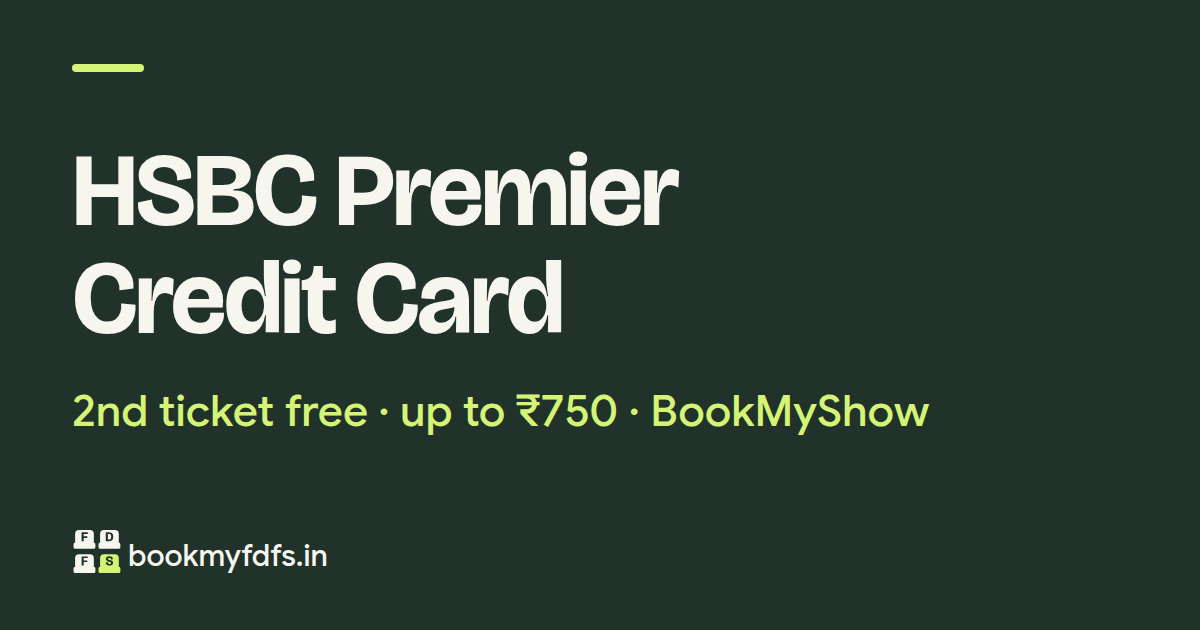 HSBC Premier
Credit Card
2nd ticket free · up to ₹750 · BookMyShow
F D
F S
bookmyfdfs.in